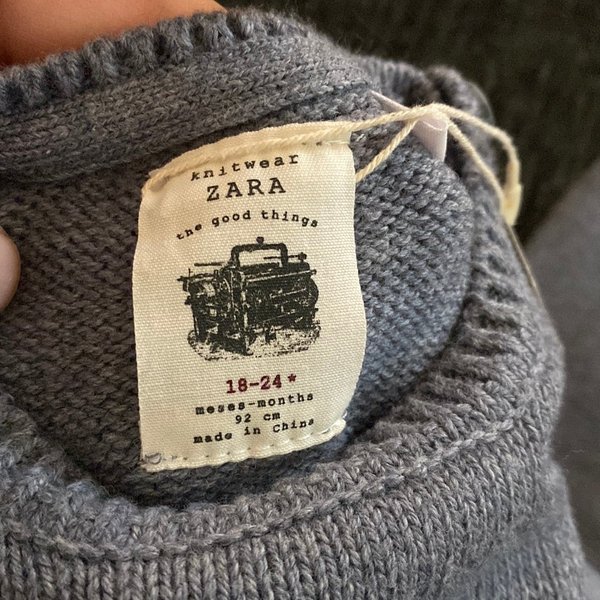 knitwear
ZARA
the good things
18-24*
meses-months
92 cm
made in China